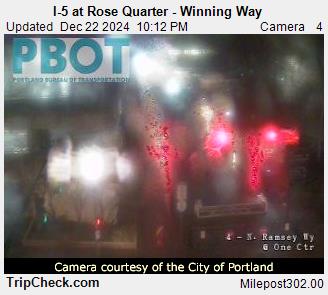 I-5 at Rose Quarter - Winning Way
Updated Dec 22 2024 10:12 PM Camera 4
PBOT
PORTLAND BUREAU OF TRANSPORTATION
4 - N. Ramsey Wy
@ One Ctr
Camera courtesy of the City of Portland
TripCheck.com Milepost302.00